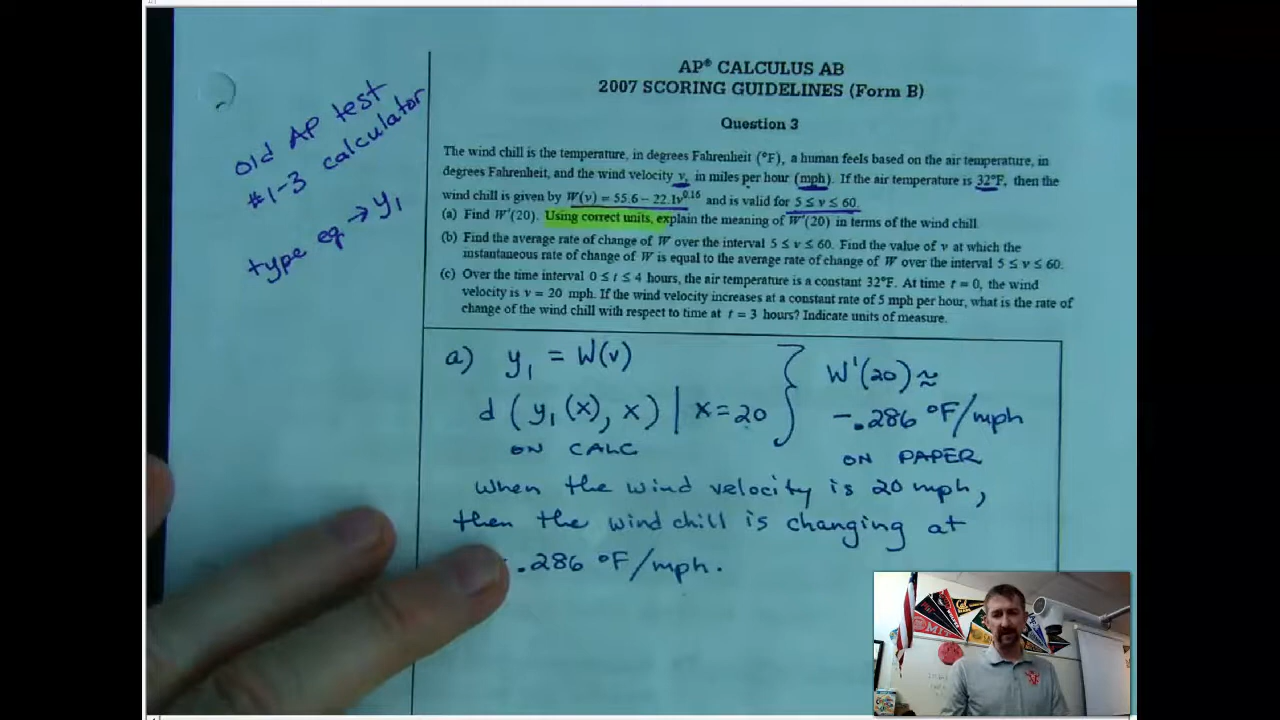 AP® CALCULUS AB
2007 SCORING GUIDELINES (Form B)
Question 3
old AP test
#1-3 calculator
type eq → y₁
The wind chill is the temperature, in degrees Fahrenheit (°F), a human feels based on the air temperature, in
degrees Fahrenheit, and the wind velocity v, in miles per hour (mph). If the air temperature is 32°F, then the
wind chill is given by W(v) = 55.6 − 22.1v^0.16 and is valid for 5 ≤ v ≤ 60.
(a) Find W′(20). Using correct units, explain the meaning of W′(20) in terms of the wind chill.
(b) Find the average rate of change of W over the interval 5 ≤ v ≤ 60. Find the value of v at which the
instantaneous rate of change of W is equal to the average rate of change of W over the interval 5 ≤ v ≤ 60.
(c) Over the time interval 0 ≤ t ≤ 4 hours, the air temperature is a constant 32°F. At time t = 0, the wind
velocity is v = 20 mph. If the wind velocity increases at a constant rate of 5 mph per hour, what is the rate of
change of the wind chill with respect to time at t = 3 hours? Indicate units of measure.
a) y₁ = W(v)
d (y₁(x), x) | x=20
ON CALC
W'(20) ≈
-.286 °F/mph
ON PAPER
When the wind velocity is 20 mph,
then the wind chill is changing at
-.286 °F/mph.
MIT
Cal